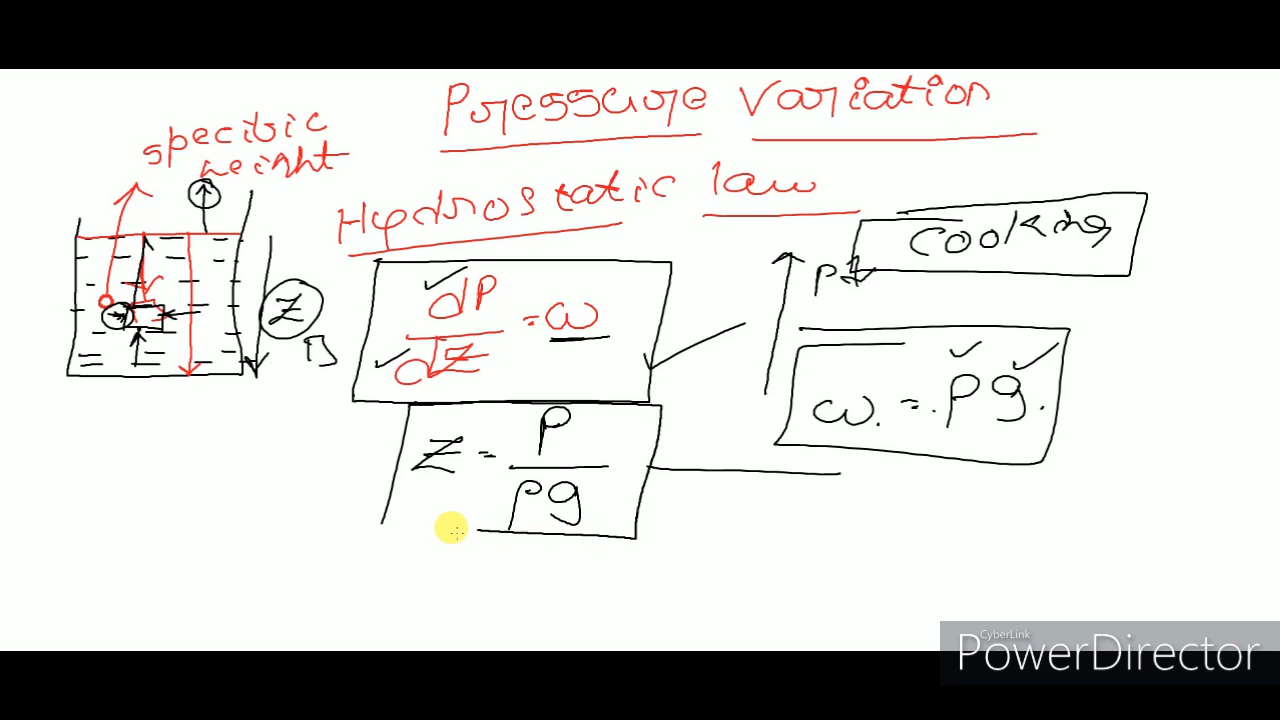 Pressure variation
specific
weight
Hydrostatic law
cooking
P
dP
dZ
= ω
Z
ω. = . ρg.
Z = P
ρg
CyberLink
PowerDirector